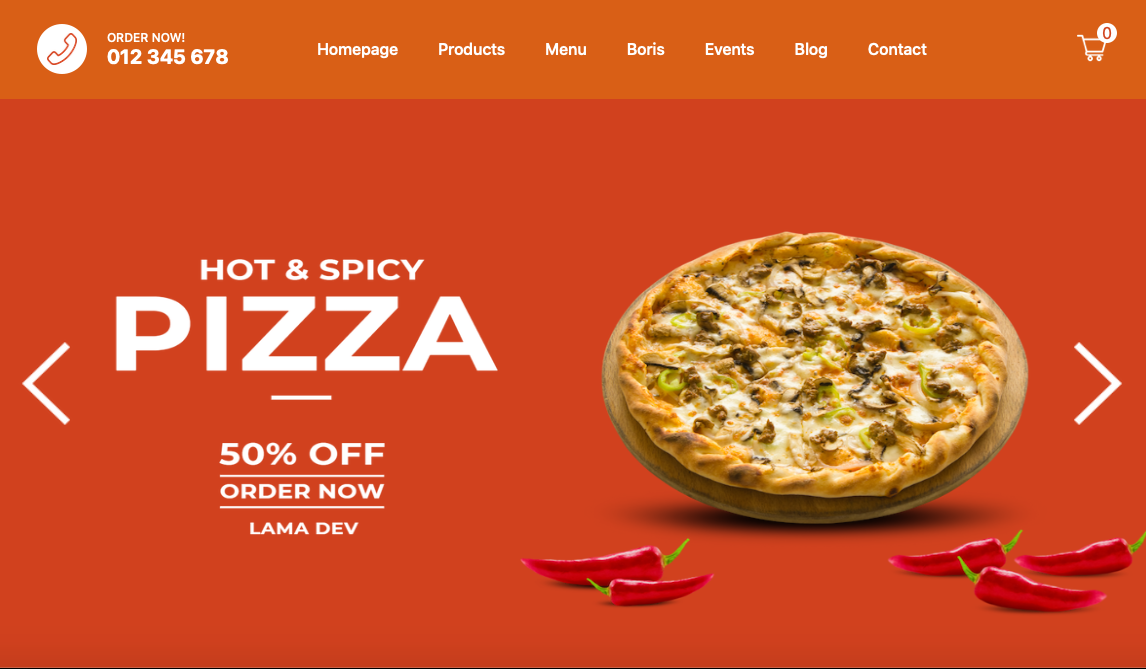 ORDER NOW!
012 345 678
Homepage Products Menu Boris Events Blog Contact
0
HOT & SPICY
PIZZA
50% OFF
ORDER NOW
LAMA DEV